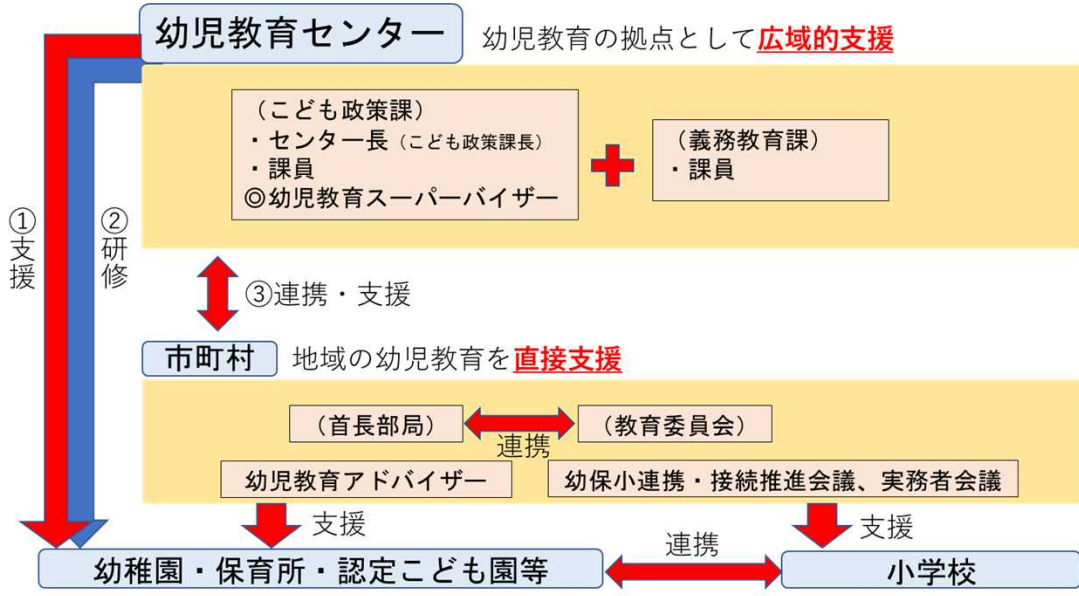 幼児教育センター
幼児教育の拠点として広域的支援
（こども政策課）
・センター長（こども政策課長）
・課員
◎幼児教育スーパーバイザー
（義務教育課）
・課員
①支援
②研修
③連携・支援
市町村
地域の幼児教育を直接支援
（首長部局）
連携
（教育委員会）
幼児教育アドバイザー
幼保小連携・接続推進会議、実務者会議
支援
支援
幼稚園・保育所・認定こども園等
連携
小学校